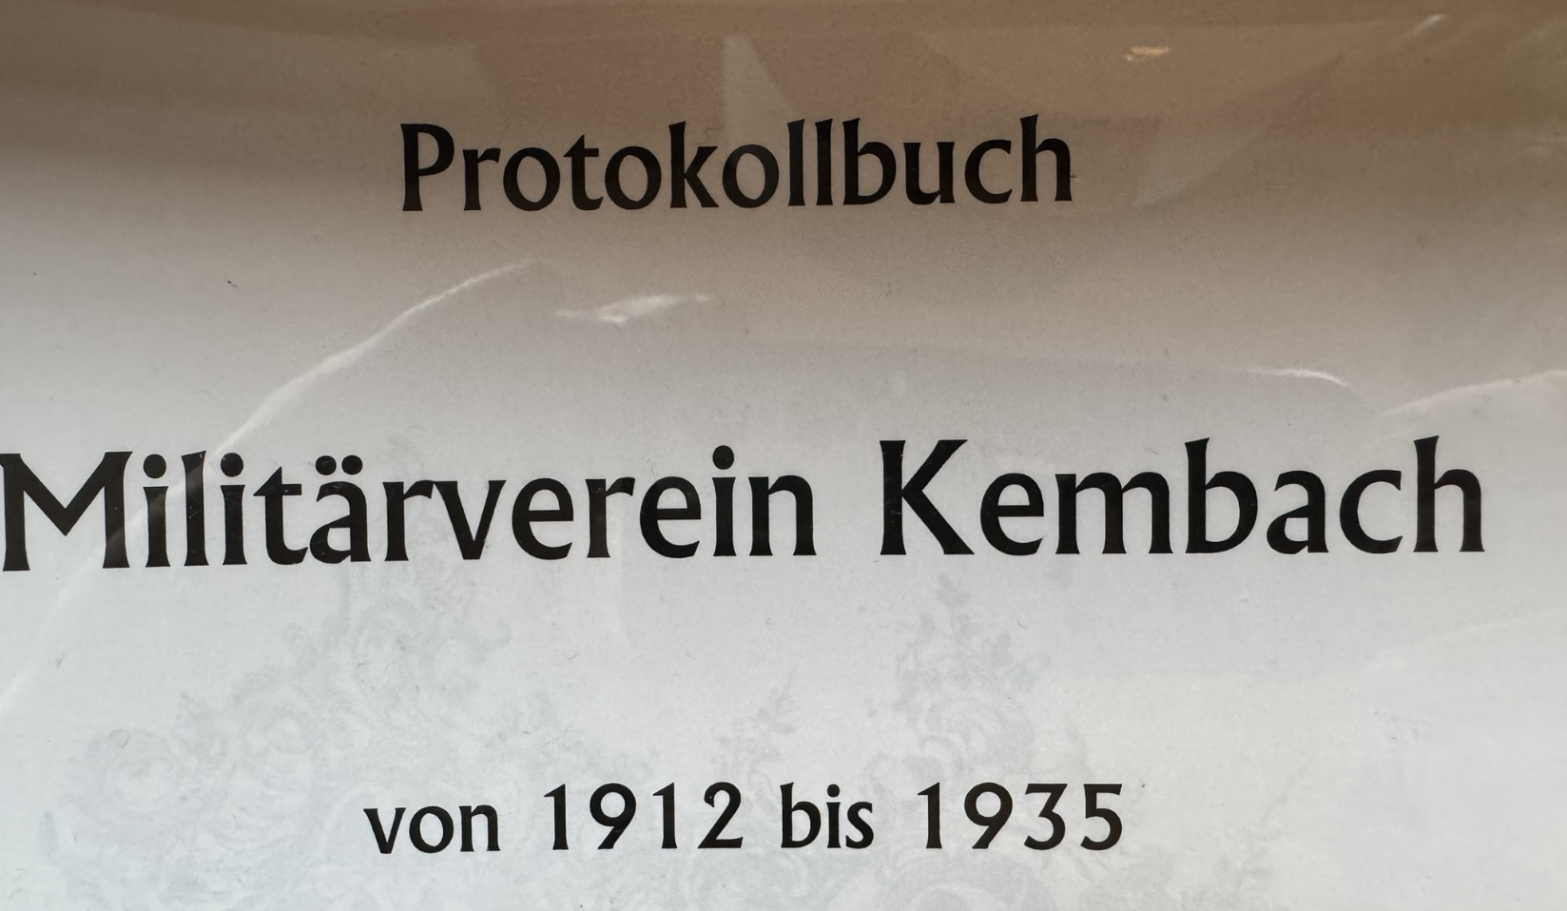 Protokollbuch
Militärverein Kembach
von 1912 bis 1935